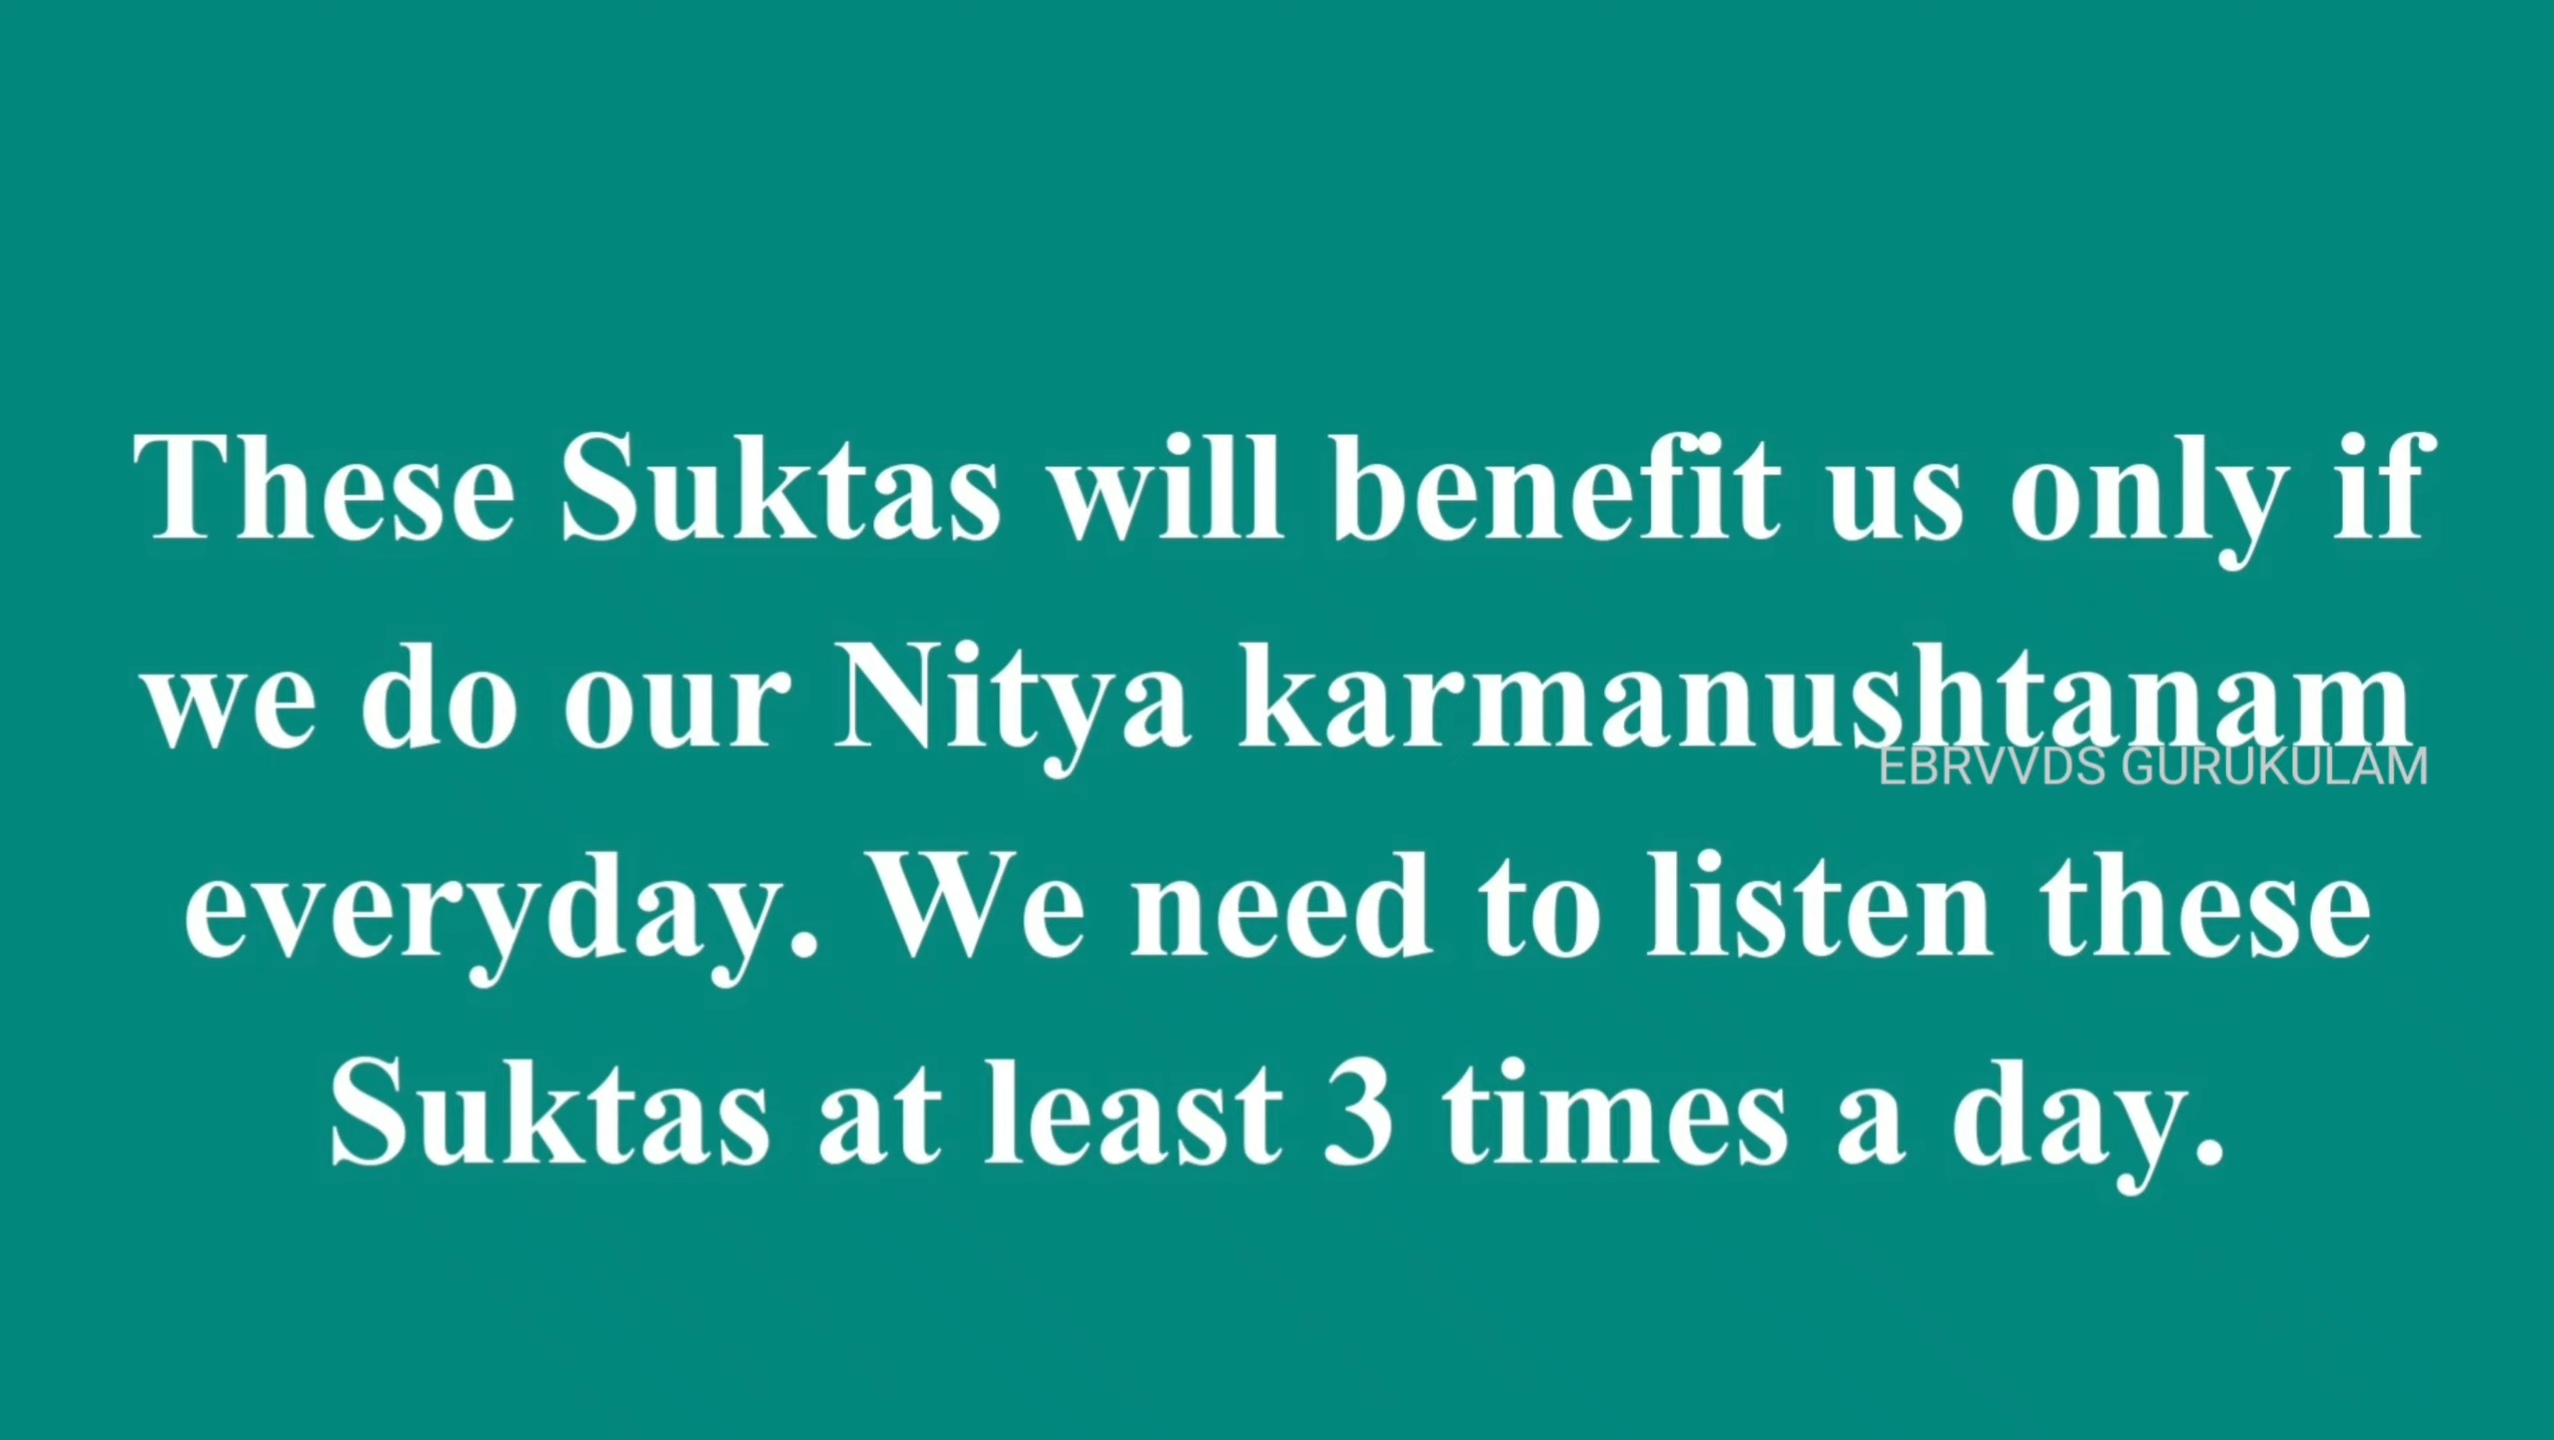 These Suktas will benefit us only if
we do our Nitya karmanushtanam
EBRVVDS GURUKULAM
everyday. We need to listen these
Suktas at least 3 times a day.